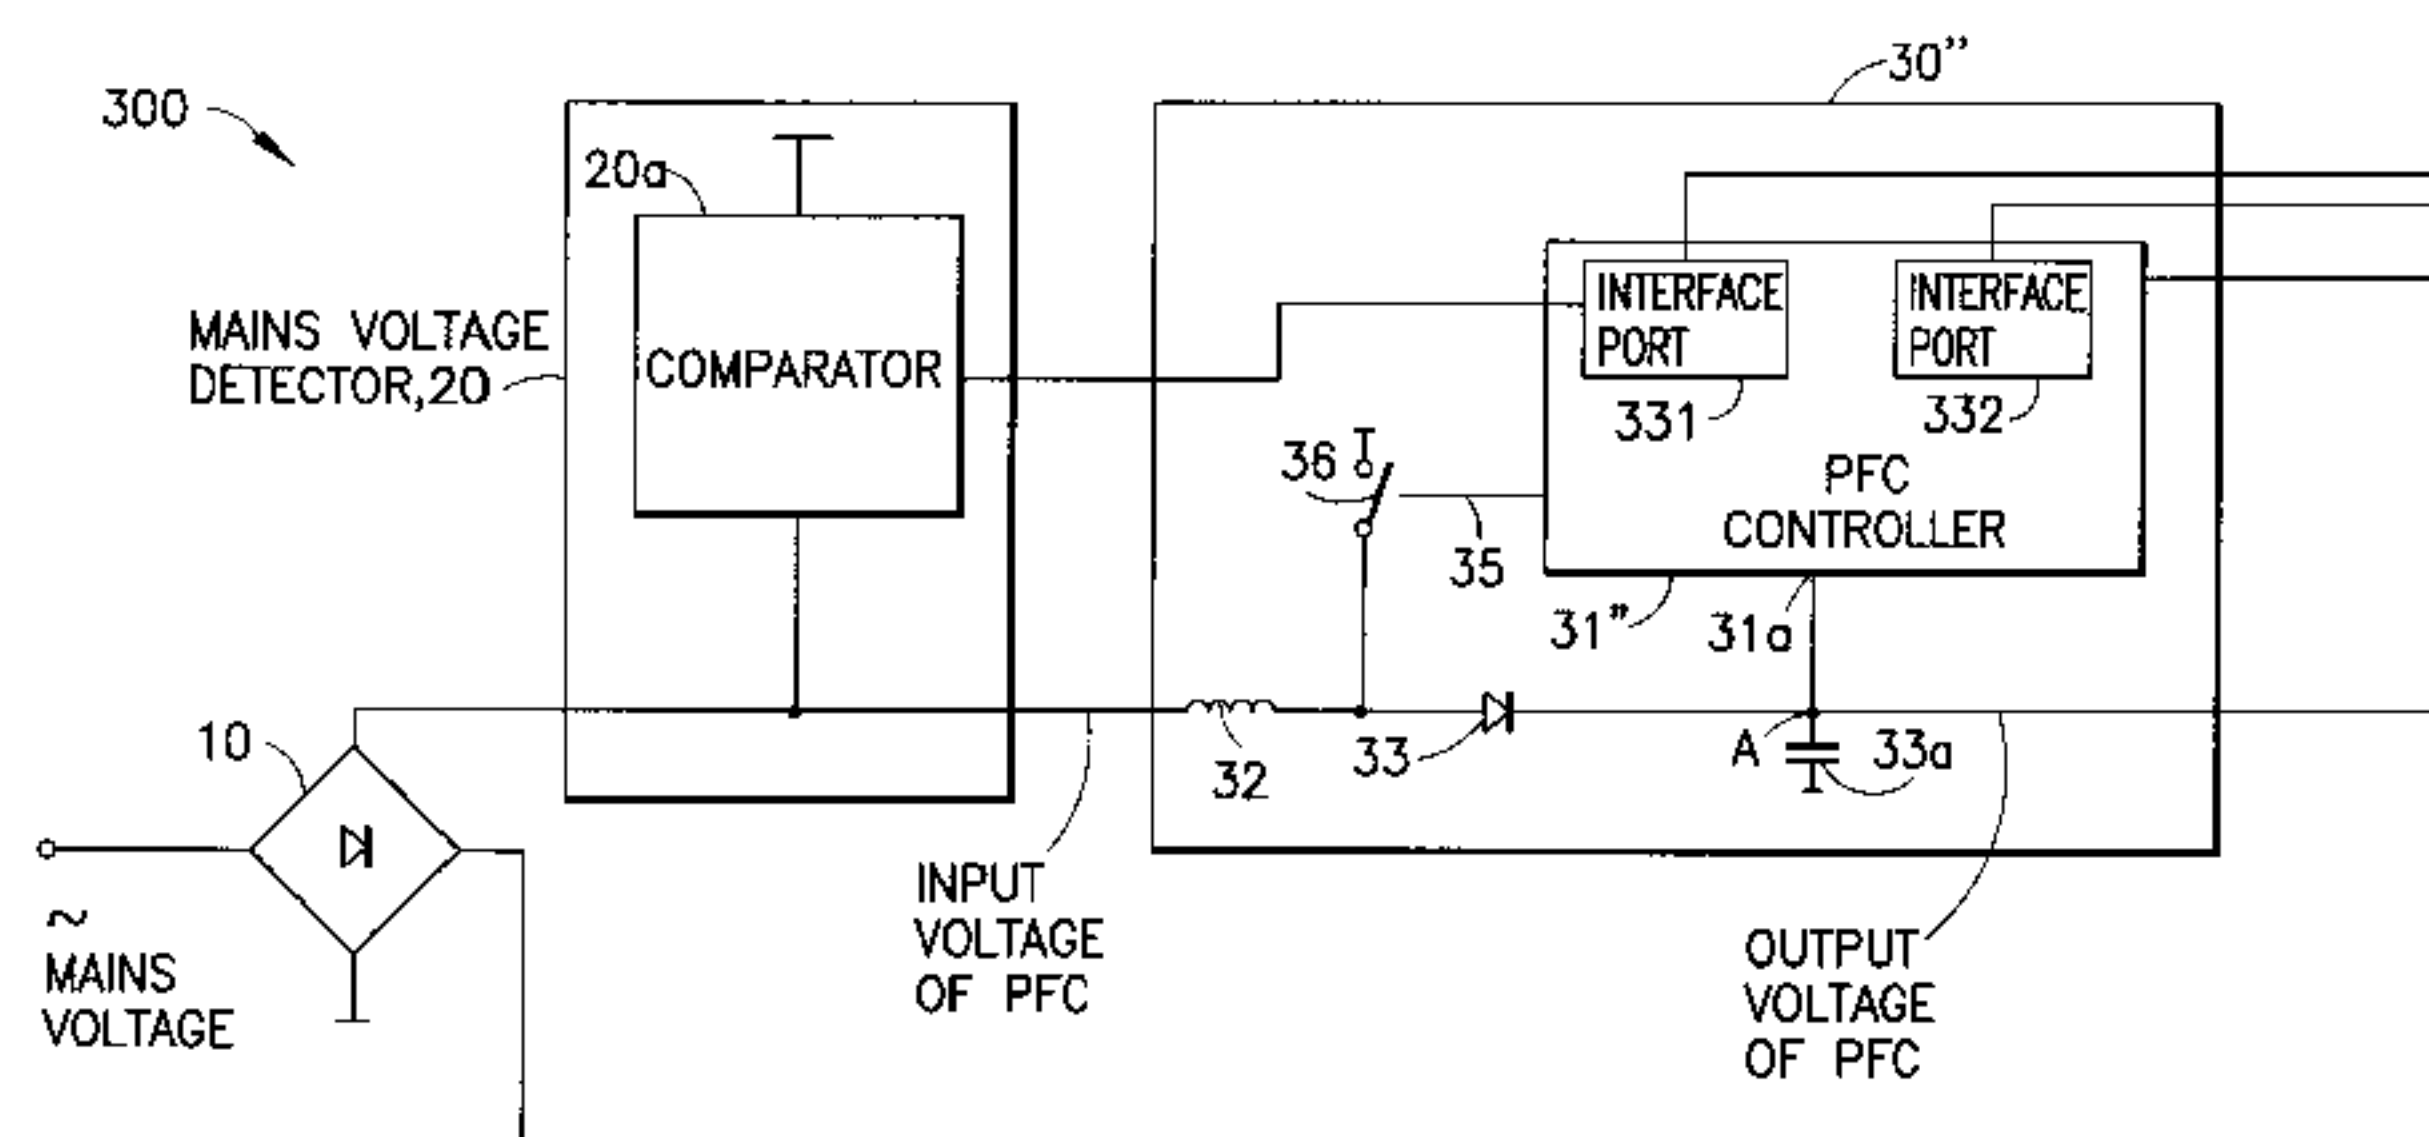 300
30”
20a
MAINS VOLTAGE
DETECTOR,20
COMPARATOR
INTERFACE
PORT
331
INTERFACE
PORT
332
PFC
CONTROLLER
36
35
31”
31a
10
32
33
A
33a
~
MAINS
VOLTAGE
INPUT
VOLTAGE
OF PFC
OUTPUT
VOLTAGE
OF PFC